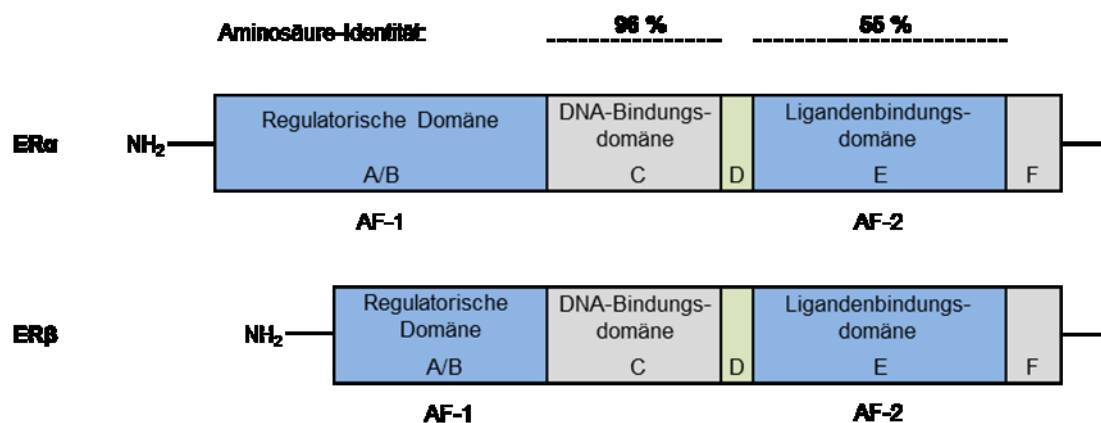 Aminosäure-Identität: 96 % 55 %
Regulatorische Domäne
DNA-Bindungs-
domäne
Ligandenbindungs-
domäne
ERα NH₂
A/B C D E F
AF-1 AF-2
Regulatorische
Domäne
DNA-Bindungs-
domäne
Ligandenbindungs-
domäne
ERβ NH₂
A/B C D E F
AF-1 AF-2